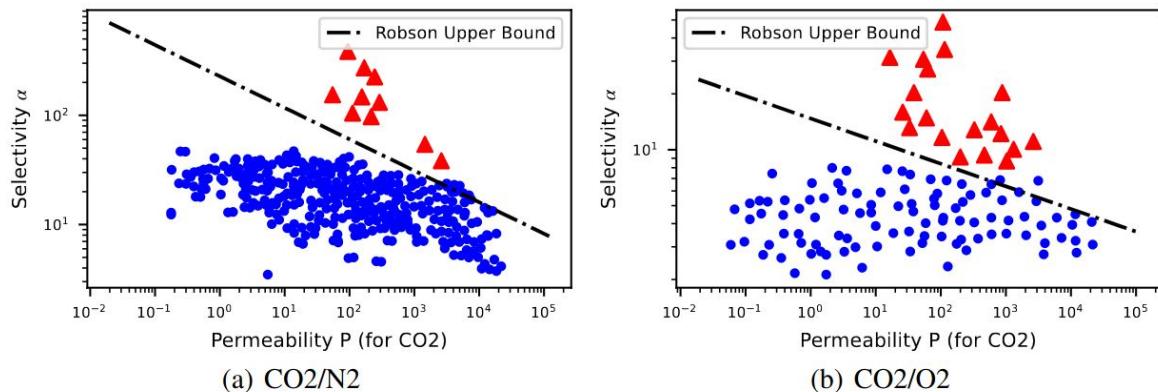 Robson Upper Bound
Selectivity α
10²
10¹
10⁻² 10⁻¹ 10⁰ 10¹ 10² 10³ 10⁴ 10⁵
Permeability P (for CO2)
(a) CO2/N2
Robson Upper Bound
Selectivity α
10¹
10⁻² 10⁻¹ 10⁰ 10¹ 10² 10³ 10⁴ 10⁵
Permeability P (for CO2)
(b) CO2/O2